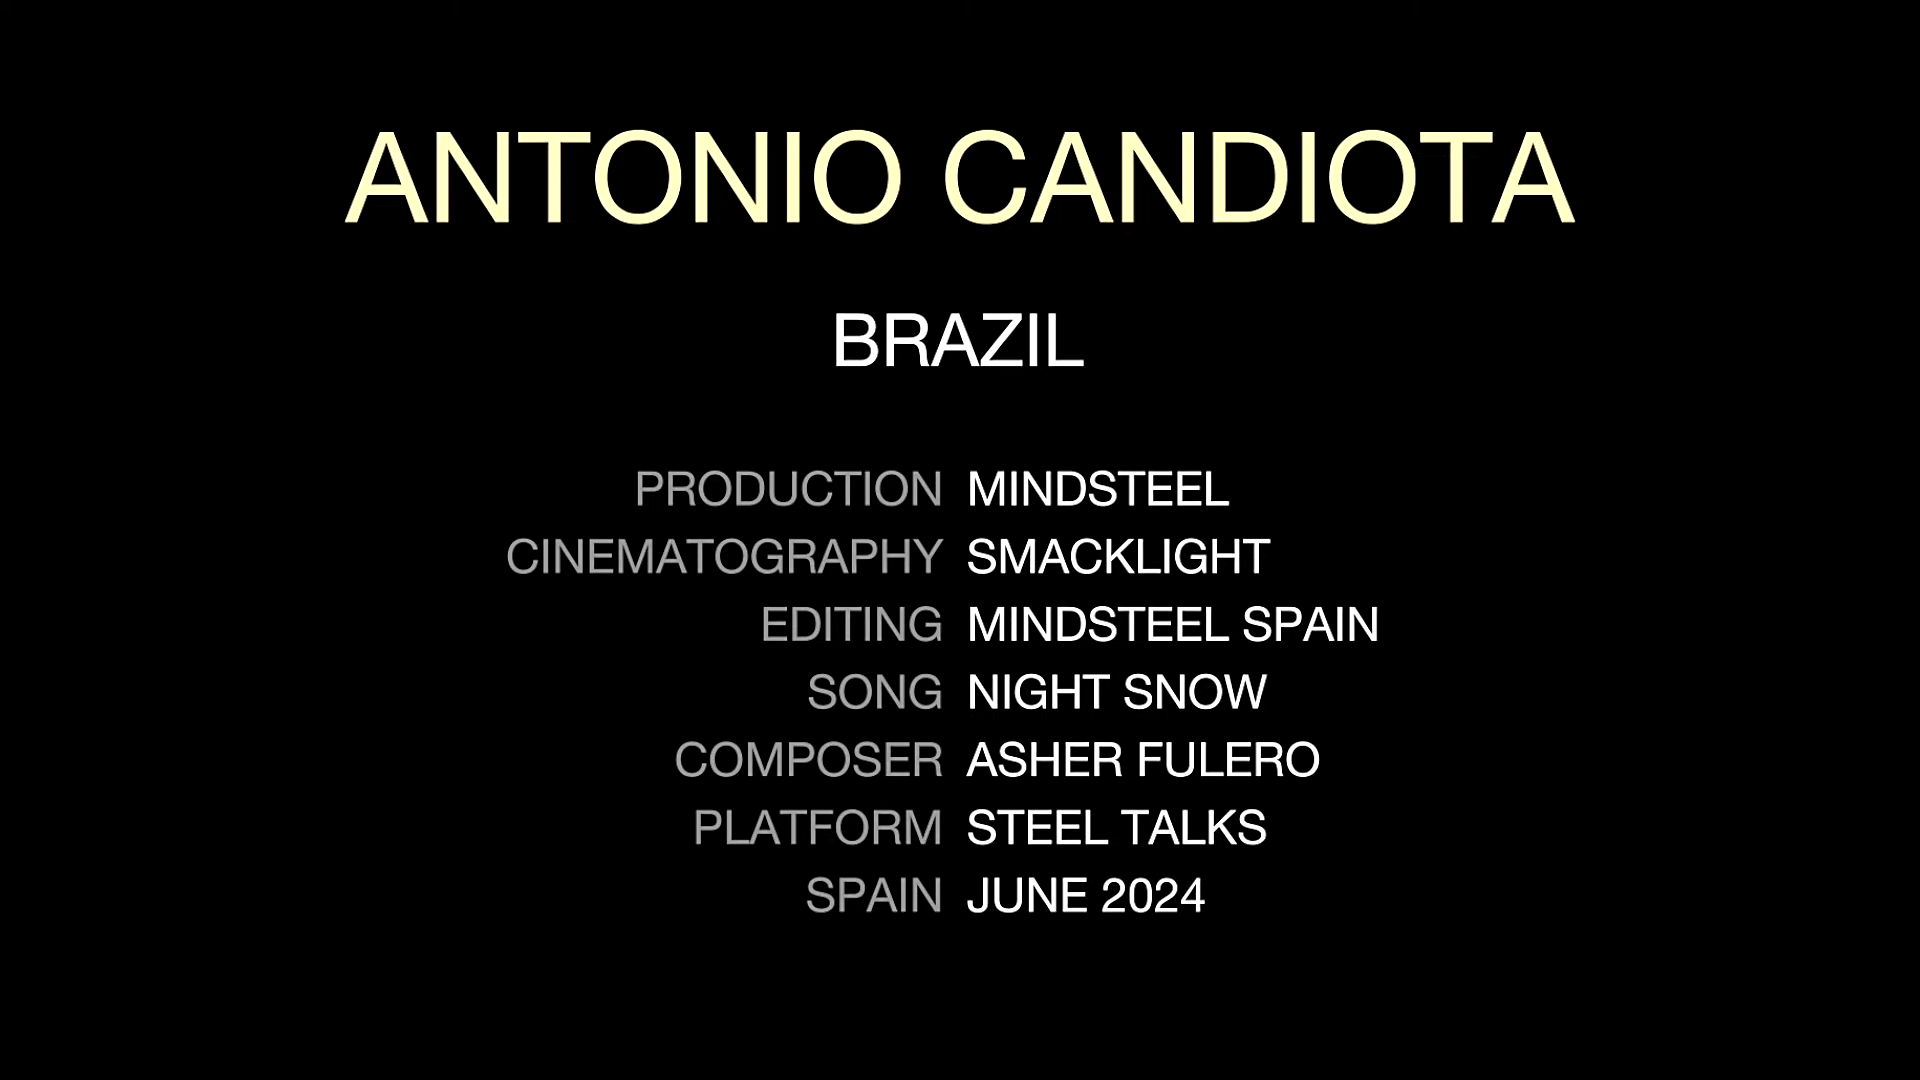 ANTONIO CANDIOTA
BRAZIL
PRODUCTION MINDSTEEL
CINEMATOGRAPHY SMACKLIGHT
EDITING MINDSTEEL SPAIN
SONG NIGHT SNOW
COMPOSER ASHER FULERO
PLATFORM STEEL TALKS
SPAIN JUNE 2024